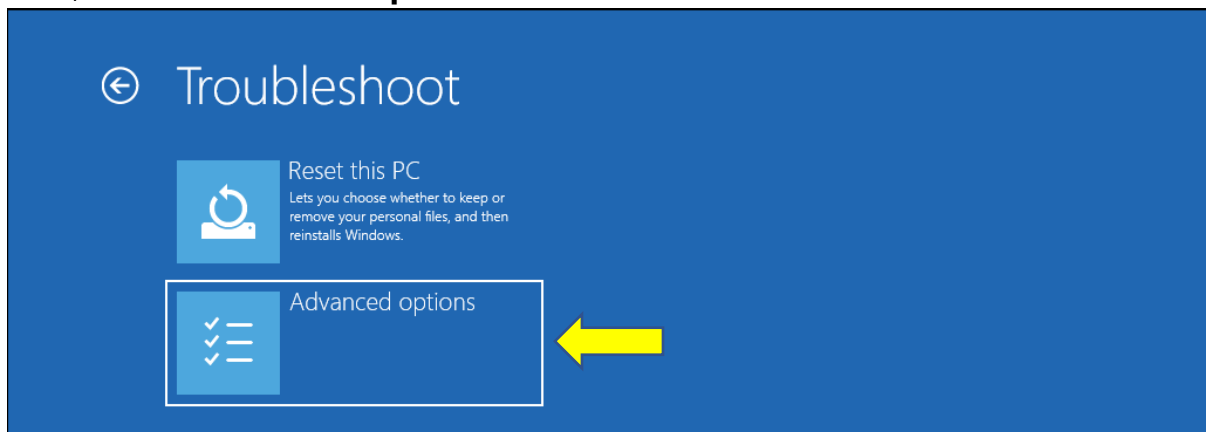 Troubleshoot
Reset this PC
Lets you choose whether to keep or
remove your personal files, and then
reinstalls Windows.
Advanced options